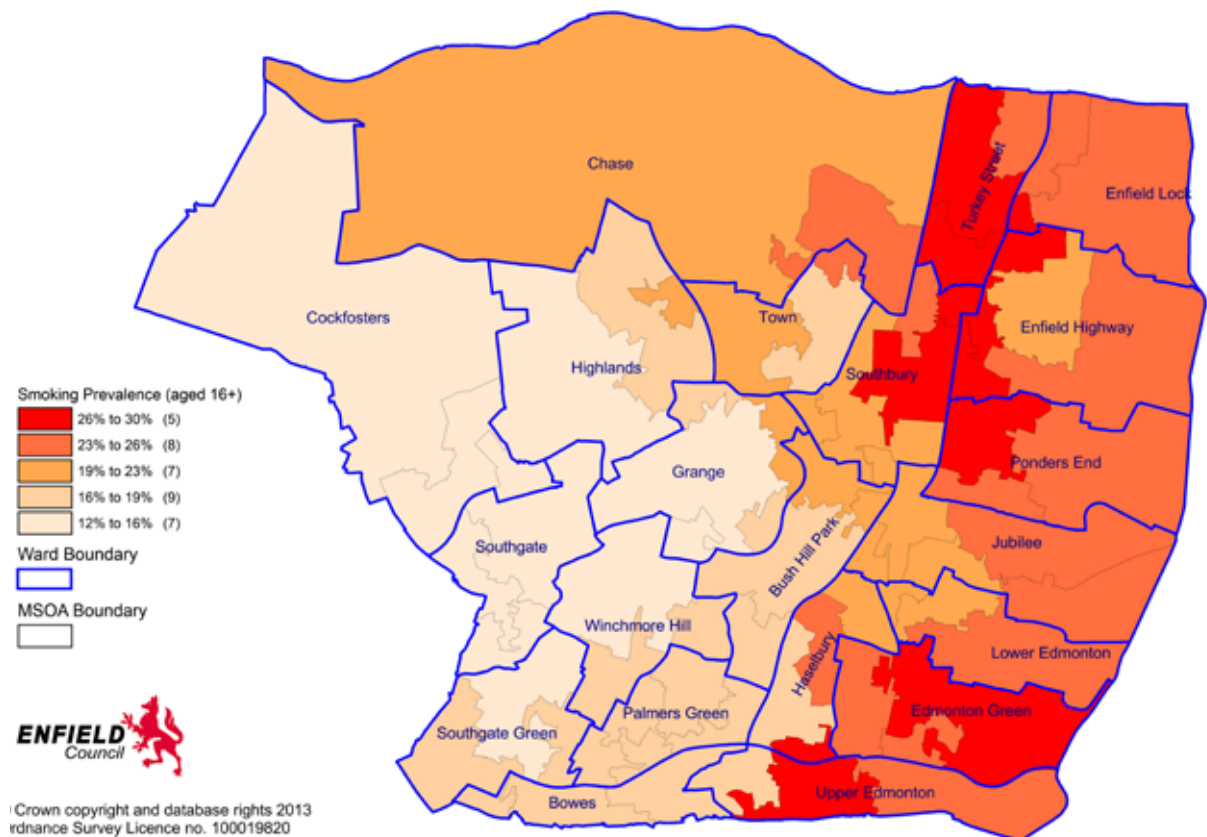 Chase
Turkey Street
Enfield Lock
Cockfosters
Town
Enfield Highway
Highlands
Southbury
Smoking Prevalence (aged 16+)
26% to 30% (5)
23% to 26% (8)
19% to 23% (7)
16% to 19% (9)
12% to 16% (7)
Ward Boundary
MSOA Boundary
Grange
Ponders End
Southgate
Jubilee
Bush Hill Park
Winchmore Hill
Haselbury
Lower Edmonton
Palmers Green
Edmonton Green
Southgate Green
Bowes
Upper Edmonton
ENFIELD
Council
Crown copyright and database rights 2013
rdnance Survey Licence no. 100019820